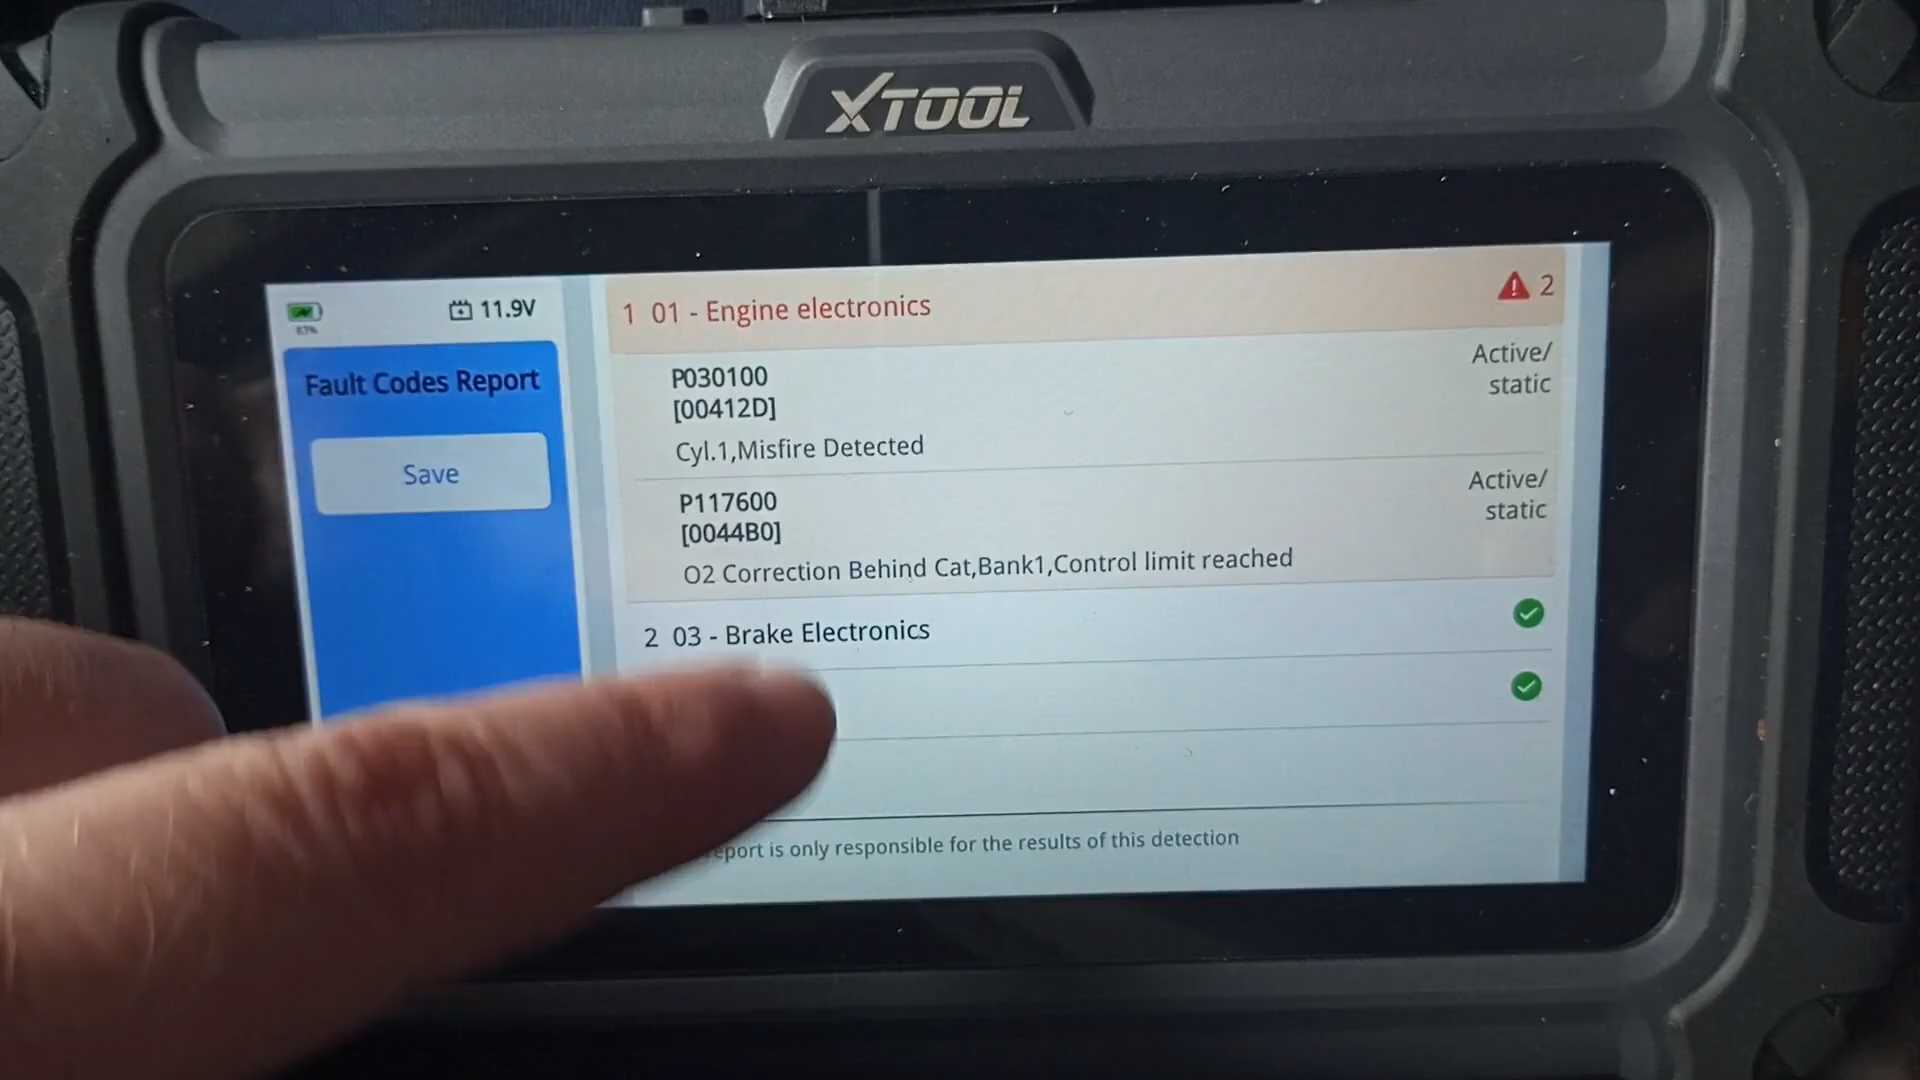 XTOOL
83%
11.9V
Fault Codes Report
Save
1 01 - Engine electronics
2
P030100
[00412D]
Cyl.1,Misfire Detected
Active/
static
P117600
[0044B0]
O2 Correction Behind Cat,Bank1,Control limit reached
Active/
static
2 03 - Brake Electronics
report is only responsible for the results of this detection